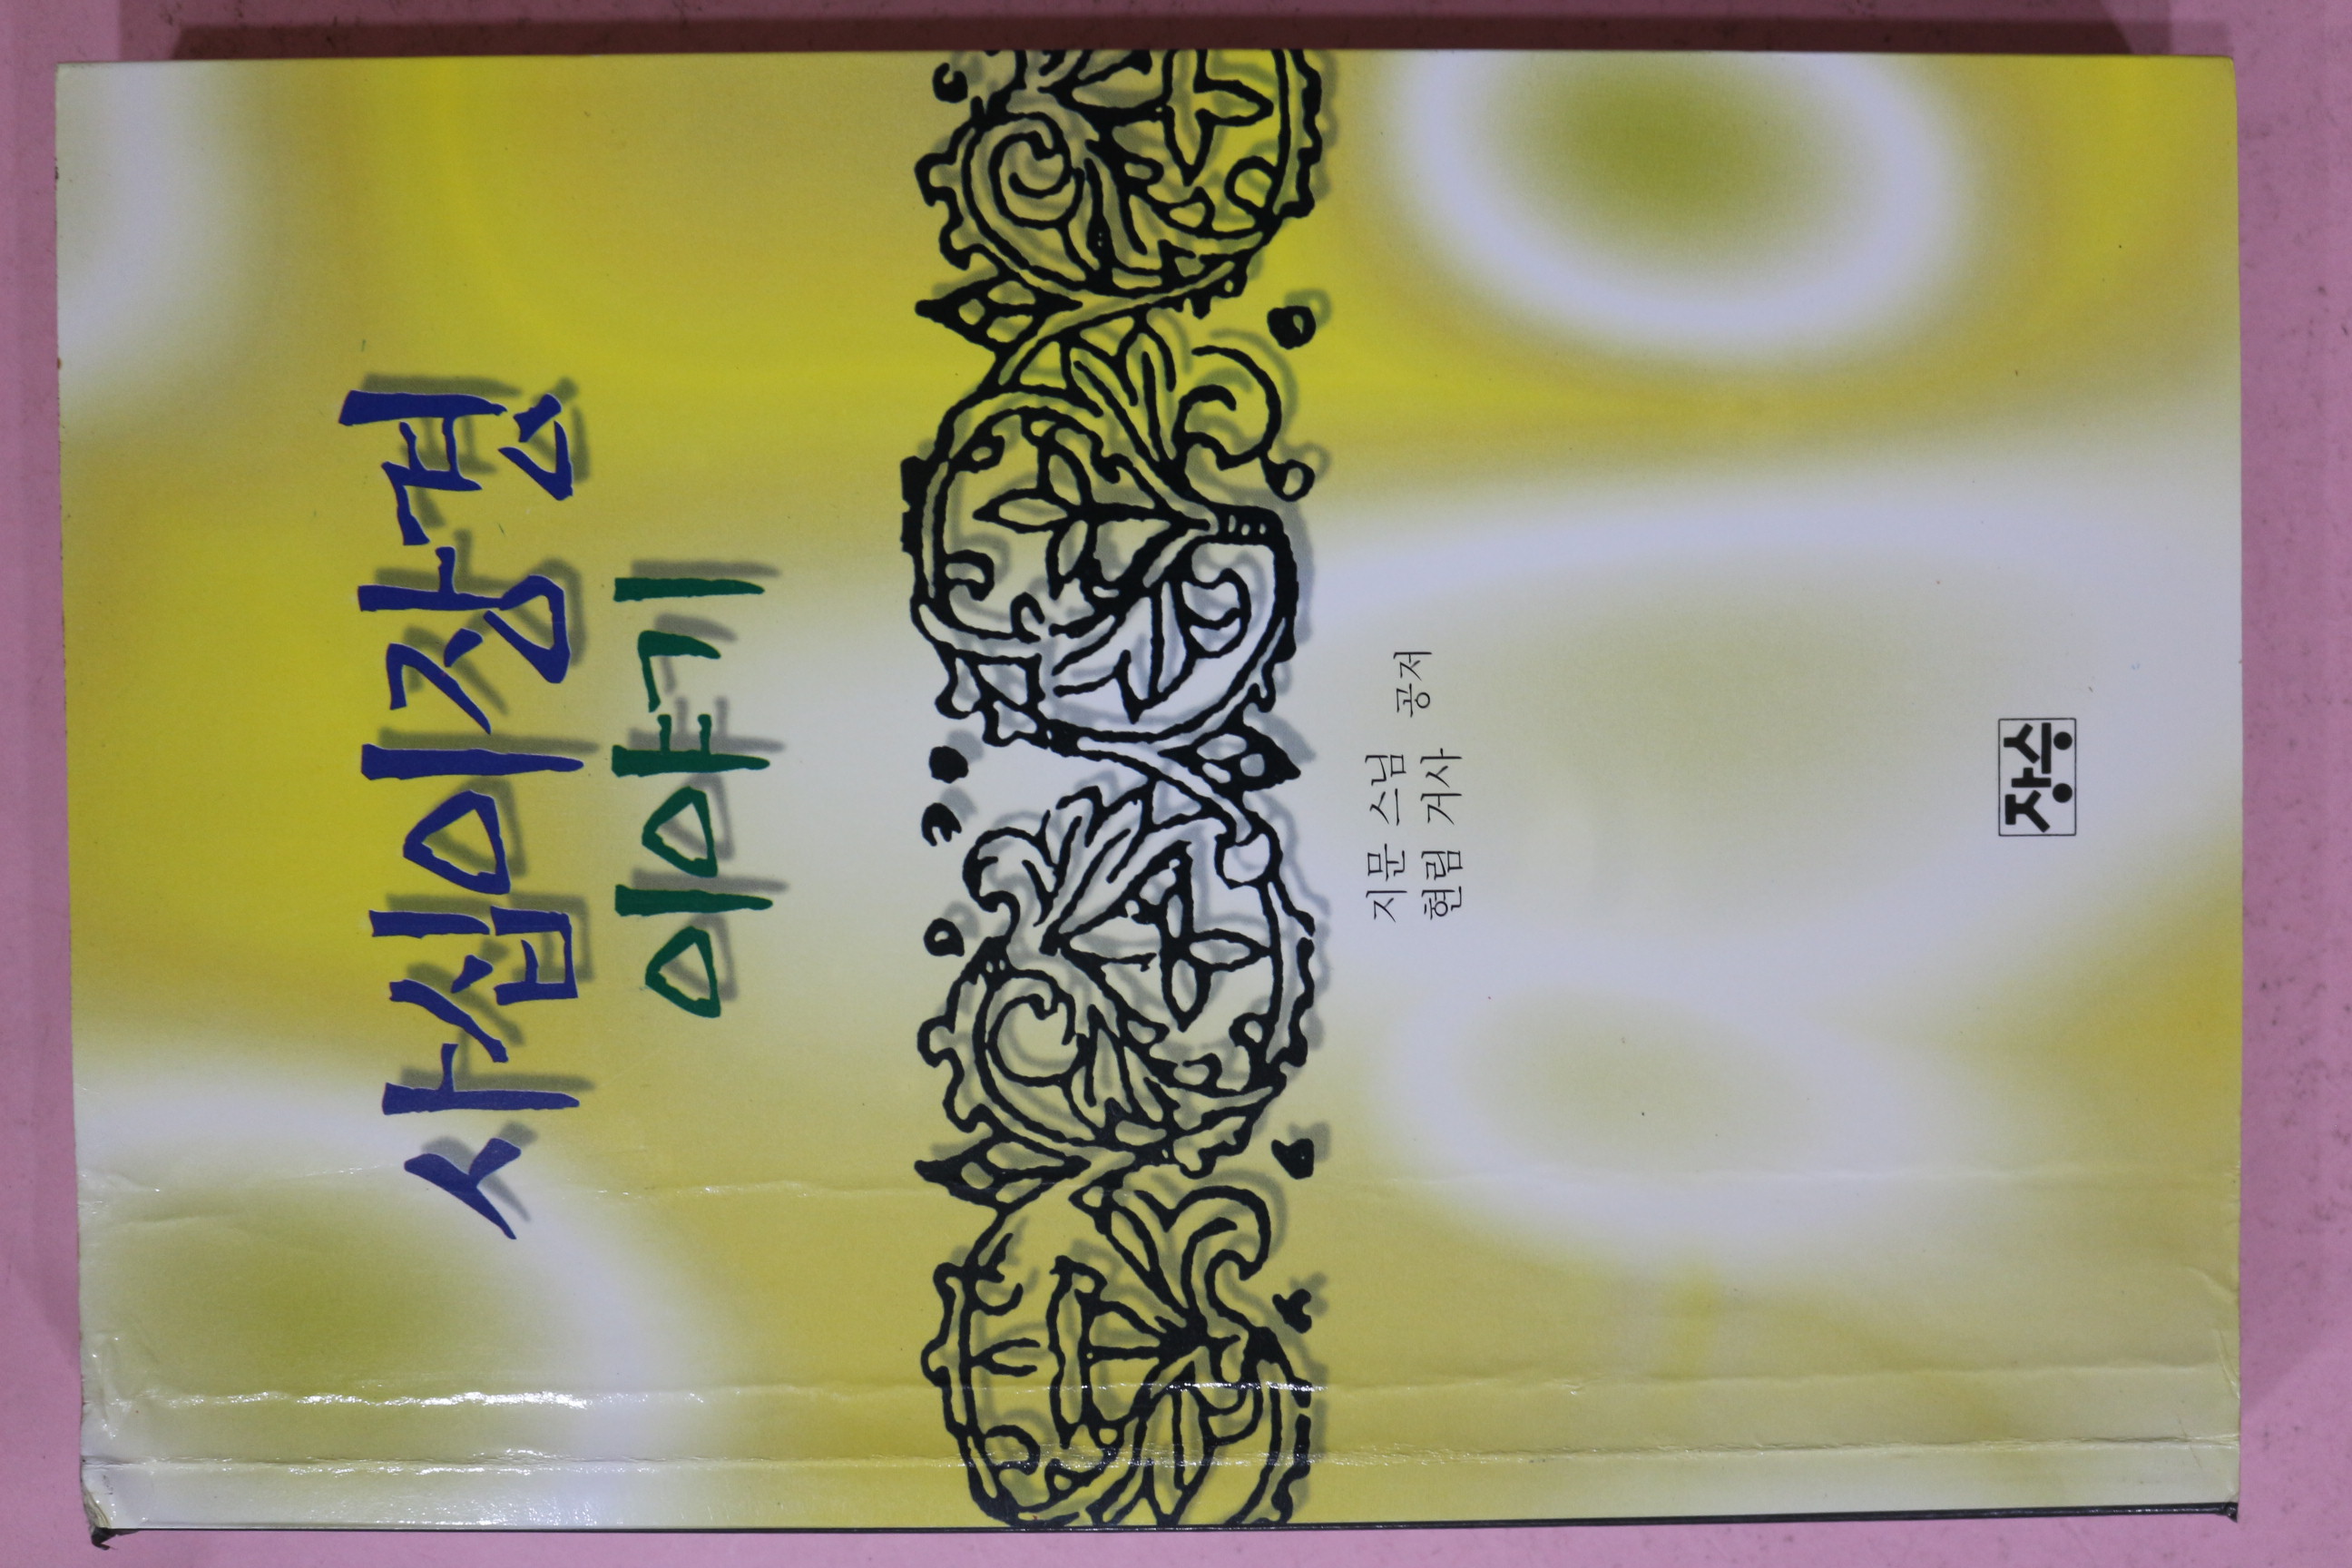 사십이장경
이야기
지문 스님
현림 거사
공저
장승